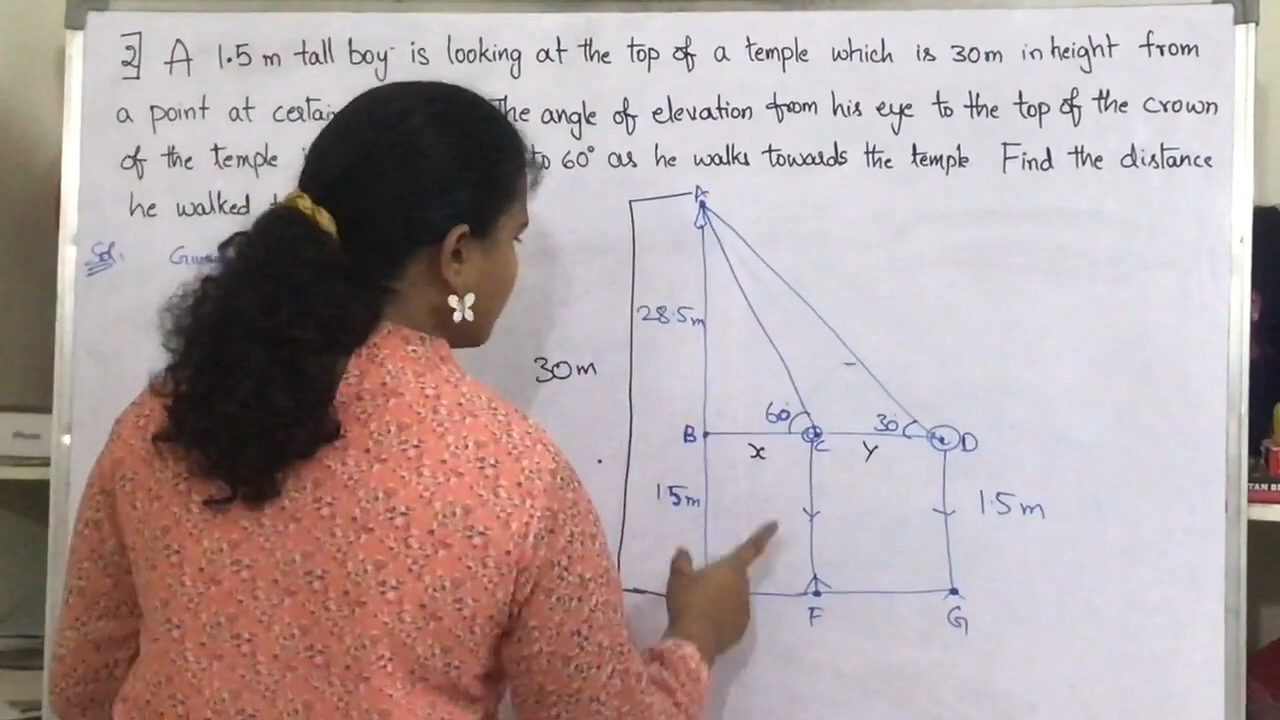 2] A 1.5 m tall boy is looking at the top of a temple which is 30m in height from
a point at certain The angle of elevation from his eye to the top of the crown
of the temple to 60° as he walks towards the temple Find the distance
he walked
Sol.
A
28.5m
30m
60°
30°
B
C
D
x
y
1.5m
1.5m
F
G